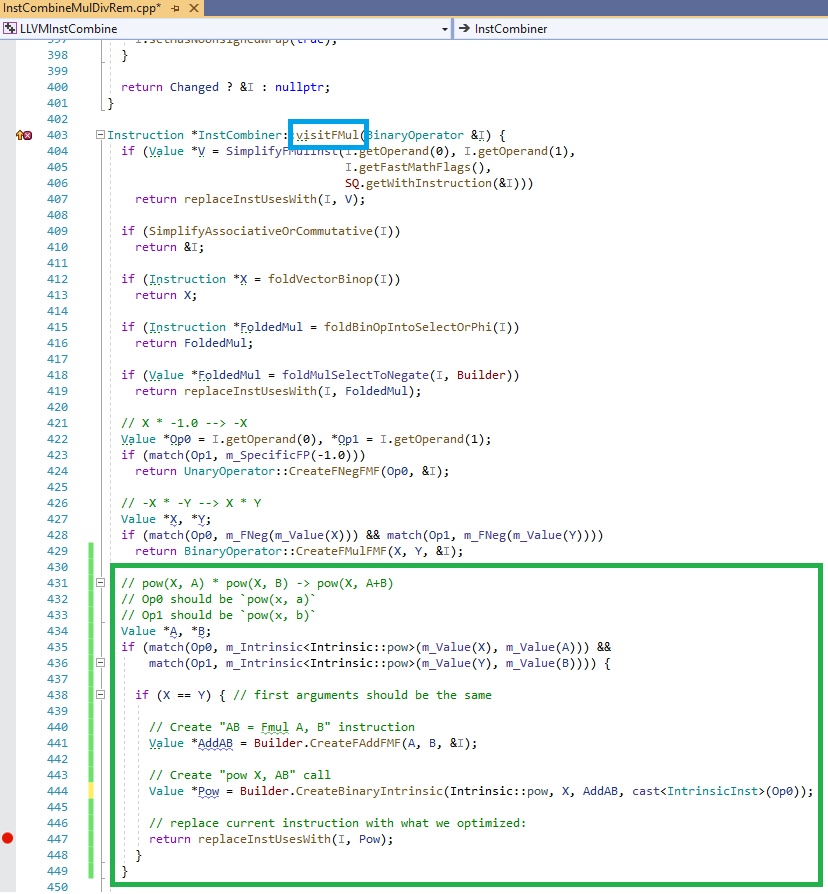 InstCombineMulDivRem.cpp*
LLVMInstCombine
InstCombiner
398 }
399
400 return Changed ? &I : nullptr;
401 }
402
403 Instruction *InstCombiner::visitFMul(BinaryOperator &I) {
404 if (Value *V = SimplifyFMulInst(I.getOperand(0), I.getOperand(1),
405 I.getFastMathFlags(),
406 SQ.getWithInstruction(&I)))
407 return replaceInstUsesWith(I, V);
408
409 if (SimplifyAssociativeOrCommutative(I))
410 return &I;
411
412 if (Instruction *X = foldVectorBinop(I))
413 return X;
414
415 if (Instruction *FoldedMul = foldBinOpIntoSelectOrPhi(I))
416 return FoldedMul;
417
418 if (Value *FoldedMul = foldMulSelectToNegate(I, Builder))
419 return replaceInstUsesWith(I, FoldedMul);
420
421 // X * -1.0 --> -X
422 Value *Op0 = I.getOperand(0), *Op1 = I.getOperand(1);
423 if (match(Op1, m_SpecificFP(-1.0)))
424 return UnaryOperator::CreateFNegFMF(Op0, &I);
425
426 // -X * -Y --> X * Y
427 Value *X, *Y;
428 if (match(Op0, m_FNeg(m_Value(X))) && match(Op1, m_FNeg(m_Value(Y))))
429 return BinaryOperator::CreateFMulFMF(X, Y, &I);
430
431 // pow(X, A) * pow(X, B) -> pow(X, A+B)
432 // Op0 should be `pow(x, a)`
433 // Op1 should be `pow(x, b)`
434 Value *A, *B;
435 if (match(Op0, m_Intrinsic<Intrinsic::pow>(m_Value(X), m_Value(A))) &&
436 match(Op1, m_Intrinsic<Intrinsic::pow>(m_Value(Y), m_Value(B)))) {
437
438 if (X == Y) { // first arguments should be the same
439
440 // Create "AB = Fmul A, B" instruction
441 Value *AddAB = Builder.CreateFAddFMF(A, B, &I);
442
443 // Create "pow X, AB" call
444 Value *Pow = Builder.CreateBinaryIntrinsic(Intrinsic::pow, X, AddAB, cast<IntrinsicInst>(Op0));
445
446 // replace current instruction with what we optimized:
447 return replaceInstUsesWith(I, Pow);
448 }
449 }
450